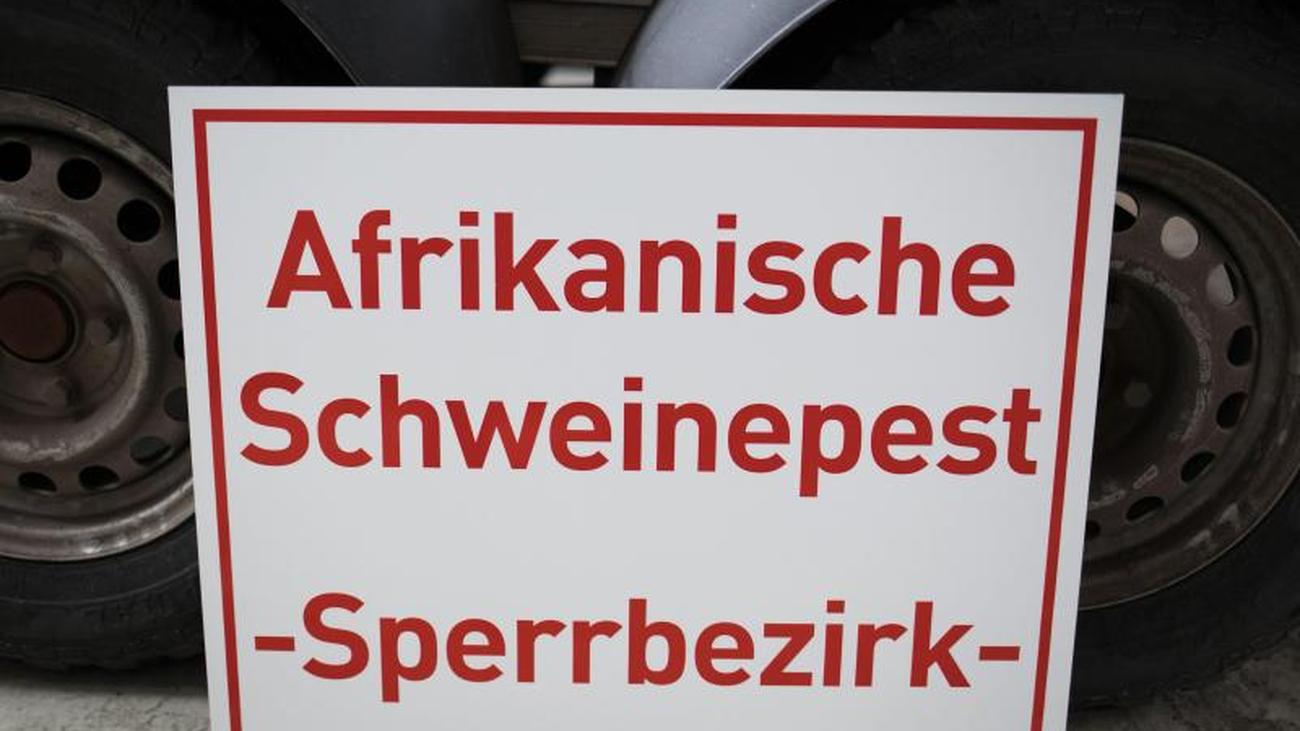 Afrikanische
Schweinepest
-Sperrbezirk-